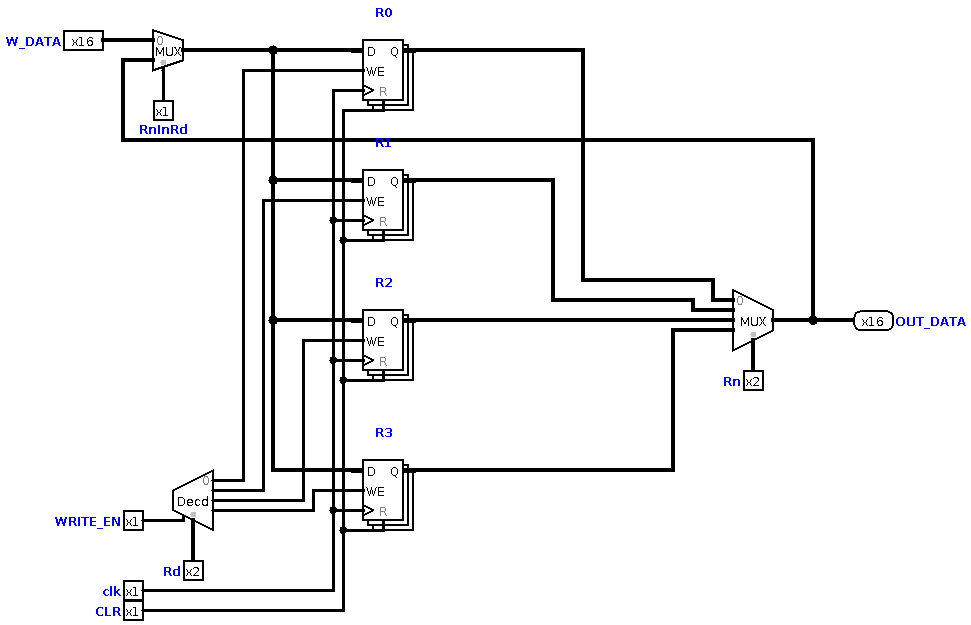 R0
W_DATA x16 0 MUX D Q
WE
x1 R
RnInRd
R1
D Q
WE
R
R2
D Q
0
MUX x16 OUT_DATA
WE
R
Rn x2
R3
D Q
0
WE
Decd
R
WRITE_EN x1
Rd x2
clk x1
CLR x1